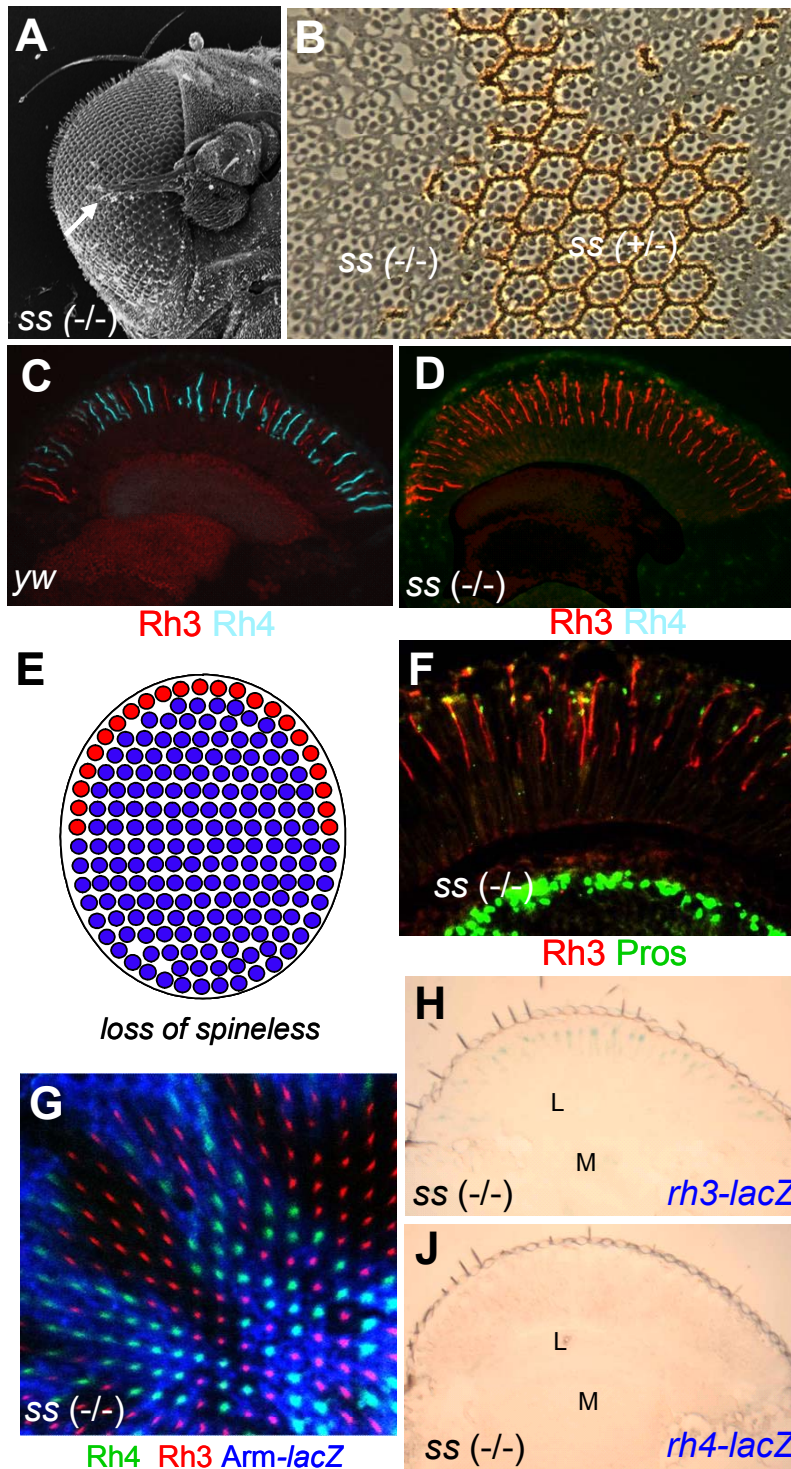 A
ss (-/-)
B
ss (-/-)
ss (+/-)
C
yw
Rh3 Rh4
D
ss (-/-)
Rh3 Rh4
E
loss of spineless
F
ss (-/-)
Rh3 Pros
G
ss (-/-)
Rh4 Rh3 Arm-lacZ
H
L
M
ss (-/-)
rh3-lacZ
J
L
M
ss (-/-)
rh4-lacZ